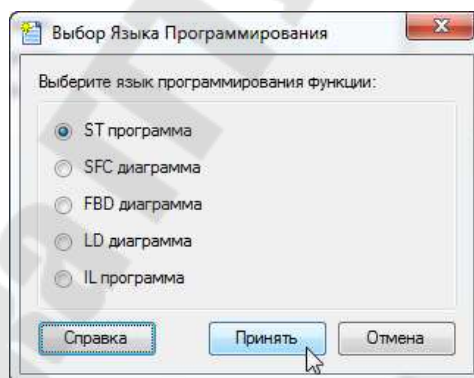 Выбор Языка Программирования
Выберите язык программирования функции:
ST программа
SFC диаграмма
FBD диаграмма
LD диаграмма
IL программа
Справка Принять Отмена